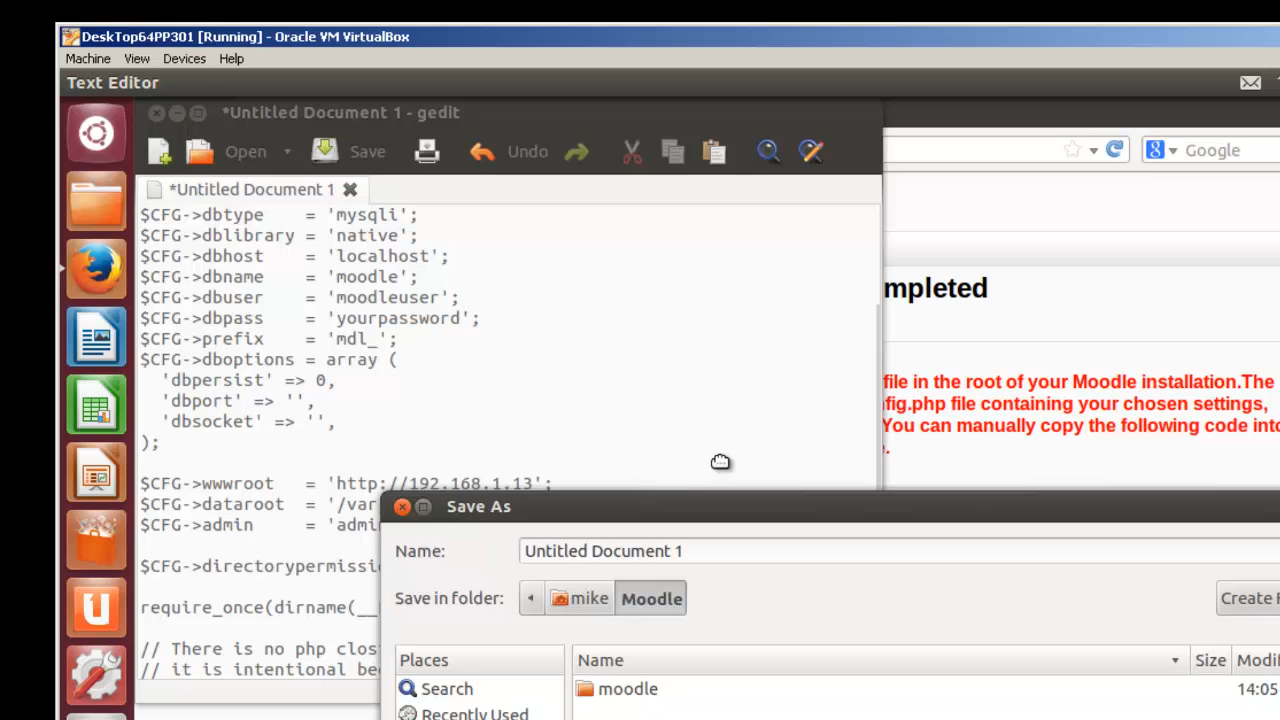 DeskTop64PP301 [Running] - Oracle VM VirtualBox
Machine View Devices Help
Text Editor
*Untitled Document 1 - gedit
Open Save Undo
Google
*Untitled Document 1
$CFG->dbtype    = 'mysqli';
$CFG->dblibrary = 'native';
$CFG->dbhost    = 'localhost';
$CFG->dbname    = 'moodle';
$CFG->dbuser    = 'moodleuser';
$CFG->dbpass    = 'yourpassword';
$CFG->prefix    = 'mdl_';
$CFG->dboptions = array (
  'dbpersist' => 0,
  'dbport' => '',
  'dbsocket' => '',
);
$CFG->wwwroot   = 'http://192.168.1.13';
$CFG->dataroot  = '/var
$CFG->admin     = 'admi
$CFG->directorypermissi
require_once(dirname(__
// There is no php clos
// it is intentional be
mpleted
file in the root of your Moodle installation.The
fig.php file containing your chosen settings,
You can manually copy the following code into
e.
Save As
Name: Untitled Document 1
Save in folder: mike Moodle
Create F
Places
Search
Recently Used
Name Size Modif
moodle 14:05